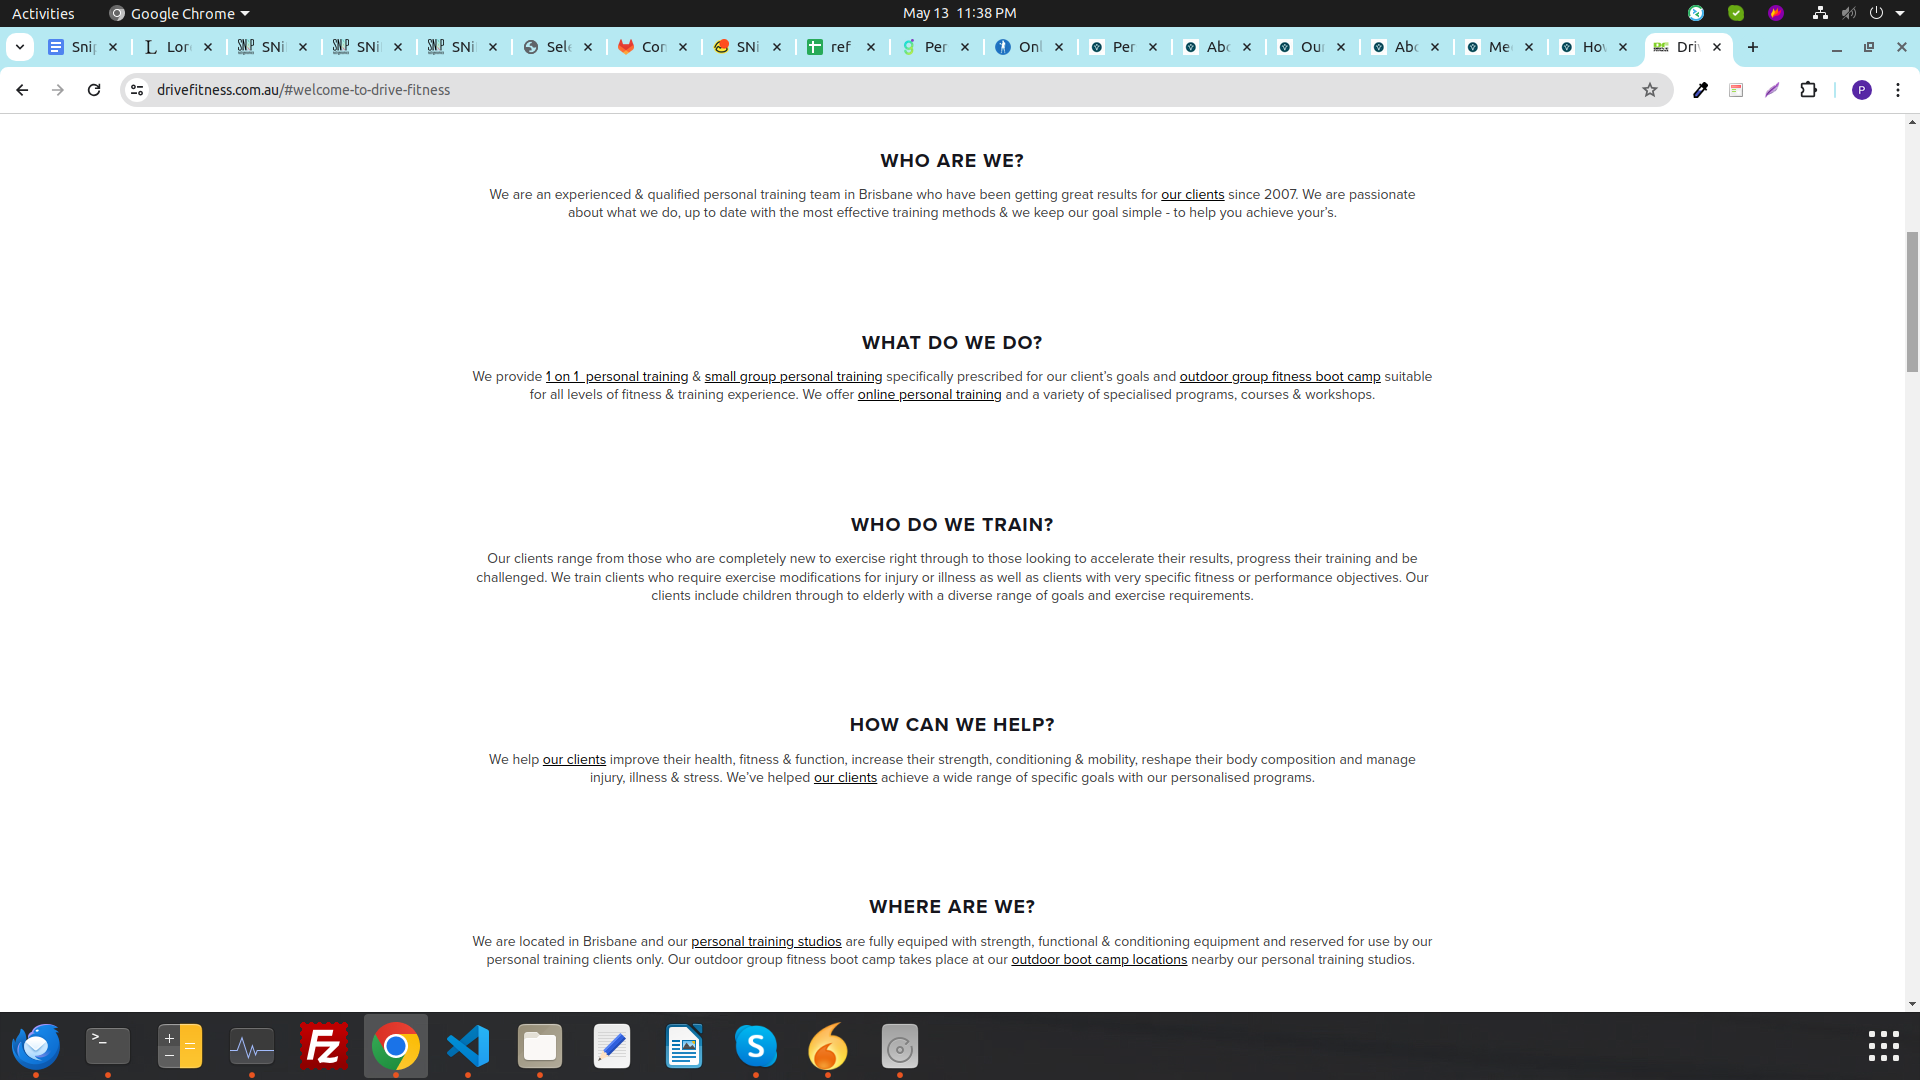 Activities
Google Chrome
May 13 11:38 PM
Snip
Lor
SNi
SNi
SNi
Sele
Con
SNi
ref
Per
Onl
Per
Abo
Our
Abo
Me
How
Driv
drivefitness.com.au/#welcome-to-drive-fitness
P
WHO ARE WE?
We are an experienced & qualified personal training team in Brisbane who have been getting great results for our clients since 2007. We are passionate
about what we do, up to date with the most effective training methods & we keep our goal simple - to help you achieve your's.
WHAT DO WE DO?
We provide 1 on 1 personal training & small group personal training specifically prescribed for our client's goals and outdoor group fitness boot camp suitable
for all levels of fitness & training experience. We offer online personal training and a variety of specialised programs, courses & workshops.
WHO DO WE TRAIN?
Our clients range from those who are completely new to exercise right through to those looking to accelerate their results, progress their training and be
challenged. We train clients who require exercise modifications for injury or illness as well as clients with very specific fitness or performance objectives. Our
clients include children through to elderly with a diverse range of goals and exercise requirements.
HOW CAN WE HELP?
We help our clients improve their health, fitness & function, increase their strength, conditioning & mobility, reshape their body composition and manage
injury, illness & stress. We've helped our clients achieve a wide range of specific goals with our personalised programs.
WHERE ARE WE?
We are located in Brisbane and our personal training studios are fully equiped with strength, functional & conditioning equipment and reserved for use by our
personal training clients only. Our outdoor group fitness boot camp takes place at our outdoor boot camp locations nearby our personal training studios.